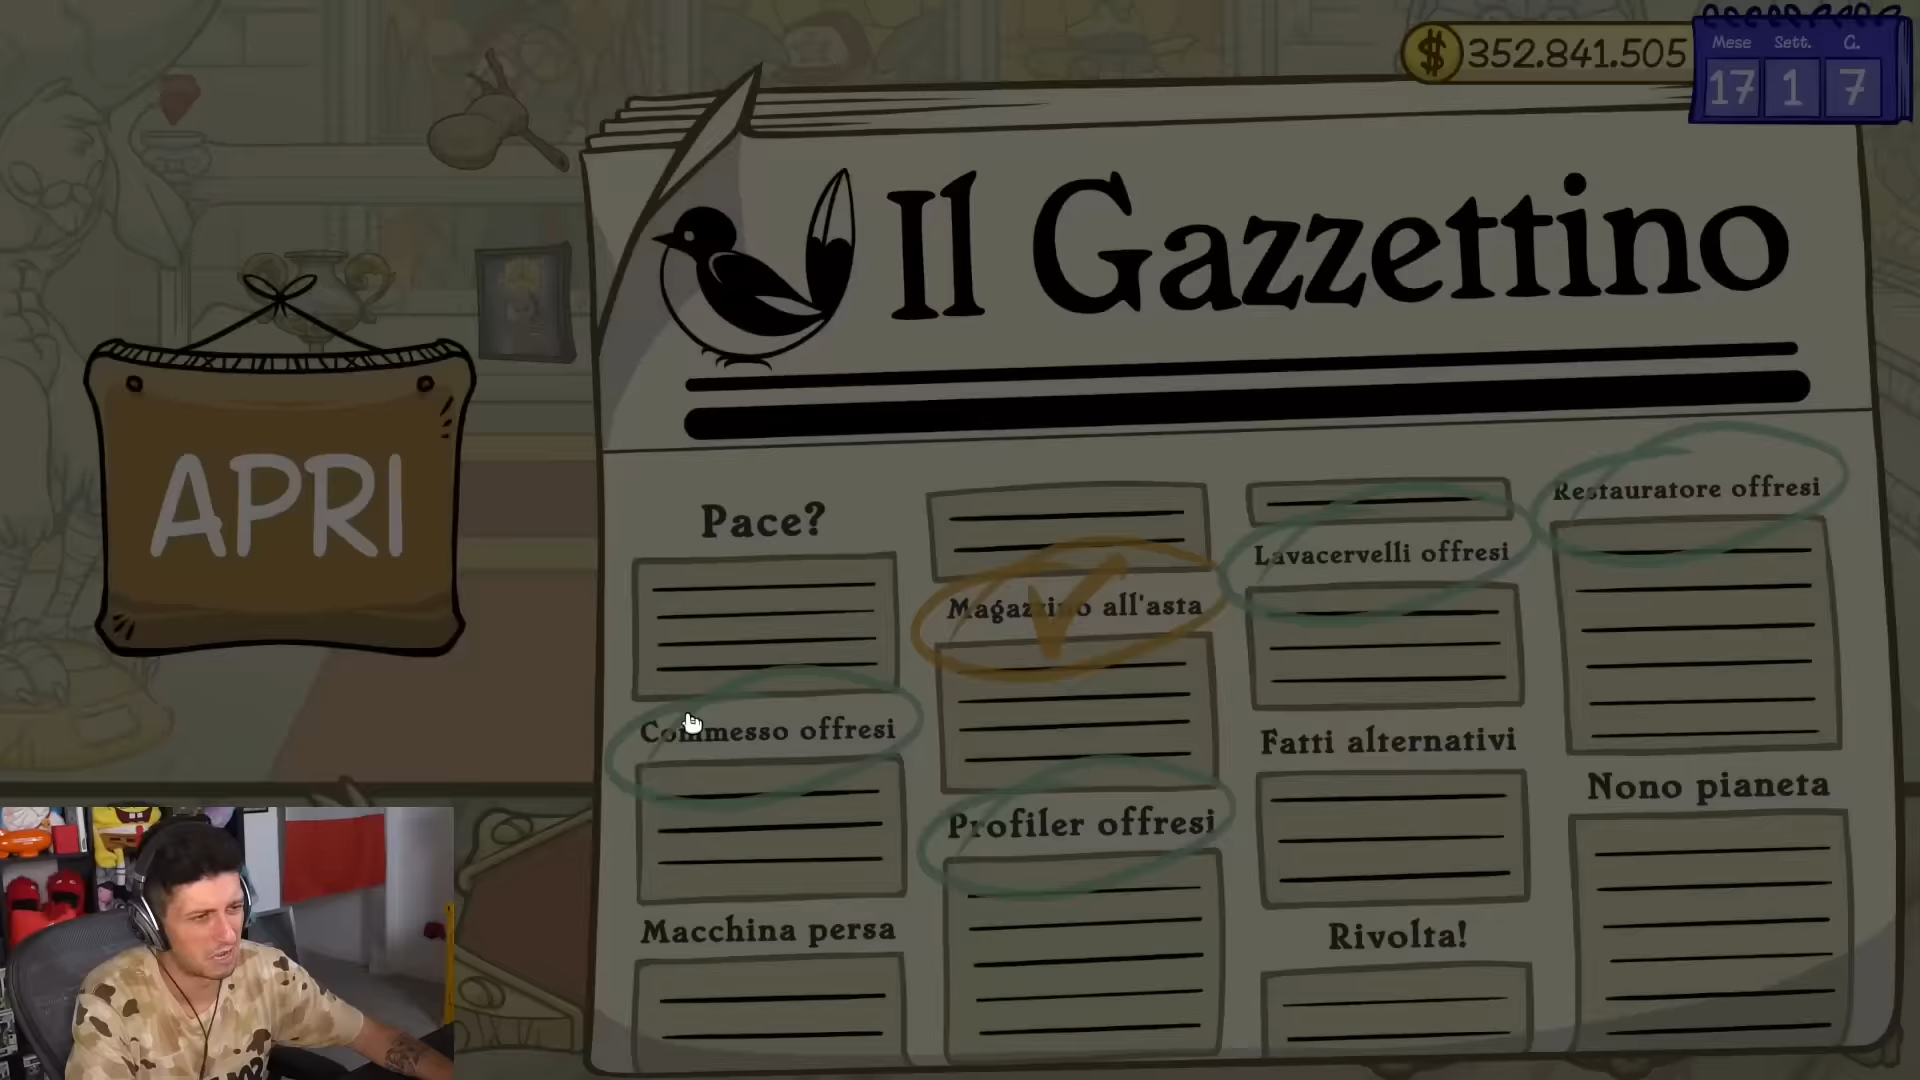 $ 352.841.505
Mese Sett. G.
17 1 7
Il Gazzettino
APRI
Pace?
Commesso offresi
Macchina persa
Magazzino all'asta
Profiler offresi
Lavacervelli offresi
Fatti alternativi
Rivolta!
Restauratore offresi
Nono pianeta